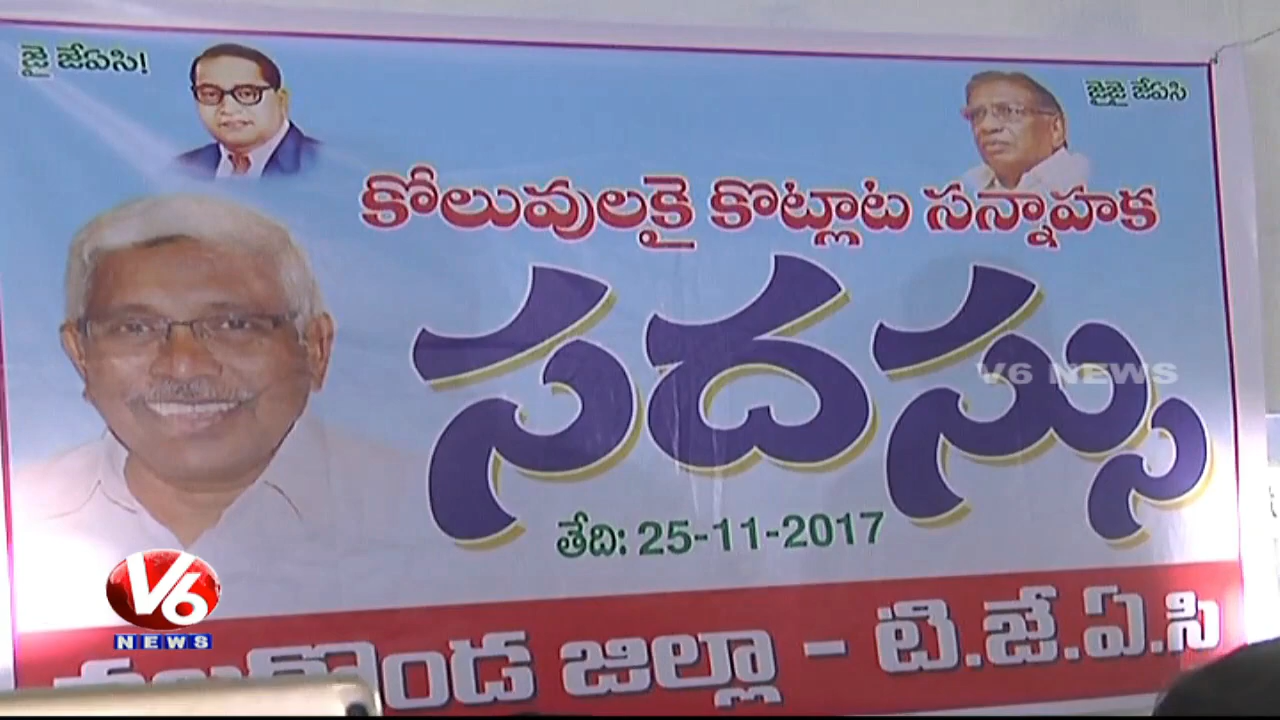 జై జేఏసి!
జైజై జేఏసి
కోలువులకై కొట్లాట సన్నాహక
సదస్సు
V6 NEWS
తేది: 25-11-2017
జిల్లా - టి.జే.ఏ.సి
V6
NEWS